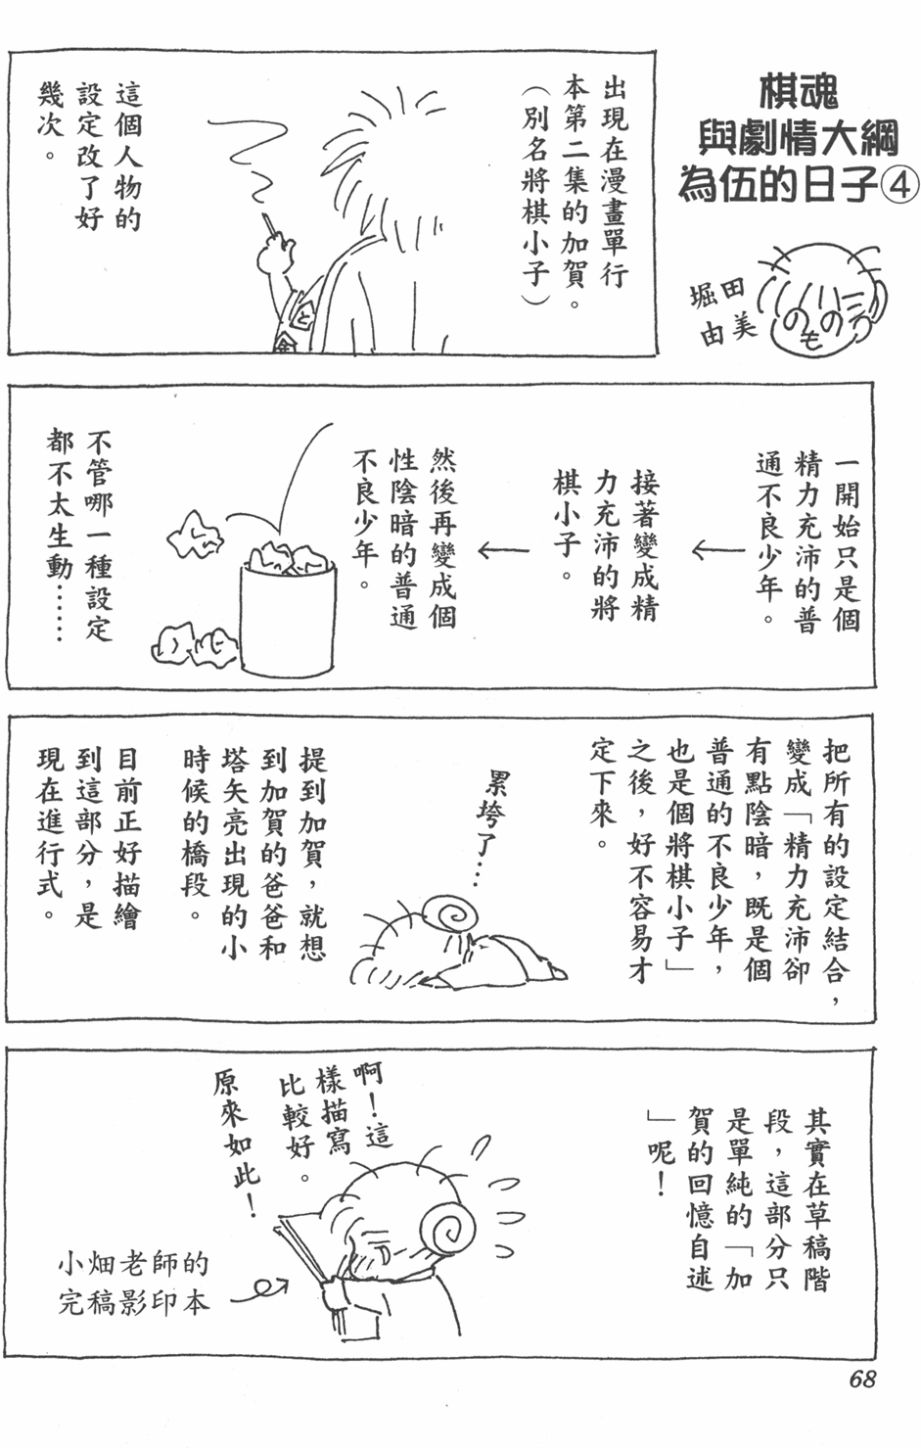 棋魂
與劇情大綱
為伍的日子④
堀田
由美
出現在漫畫單行
本第二集的加賀。
（別名將棋小子）
這個人物的
設定改了好
幾次。
と
金
一開始只是個
精力充沛的普
通不良少年。
接著變成精
力充沛的將
棋小子。
然後再變成個
性陰暗的普通
不良少年。
不管哪一種設定
都不太生動……
把所有的設定結合，
變成「精力充沛卻
有點陰暗，既是個
普通的不良少年，
也是個將棋小子」
之後，好不容易才
定下來。
累垮了…
提到加賀，就想
到加賀的爸爸和
塔矢亮出現的小
時候的橋段。
目前正好描繪
到這部分，是
現在進行式。
其實在草稿階
段，這部分只
是單純的「加
賀的回憶自述
」呢！
啊！這
樣描寫
比較好。
原來如此！
小畑老師的
完稿影印本
68